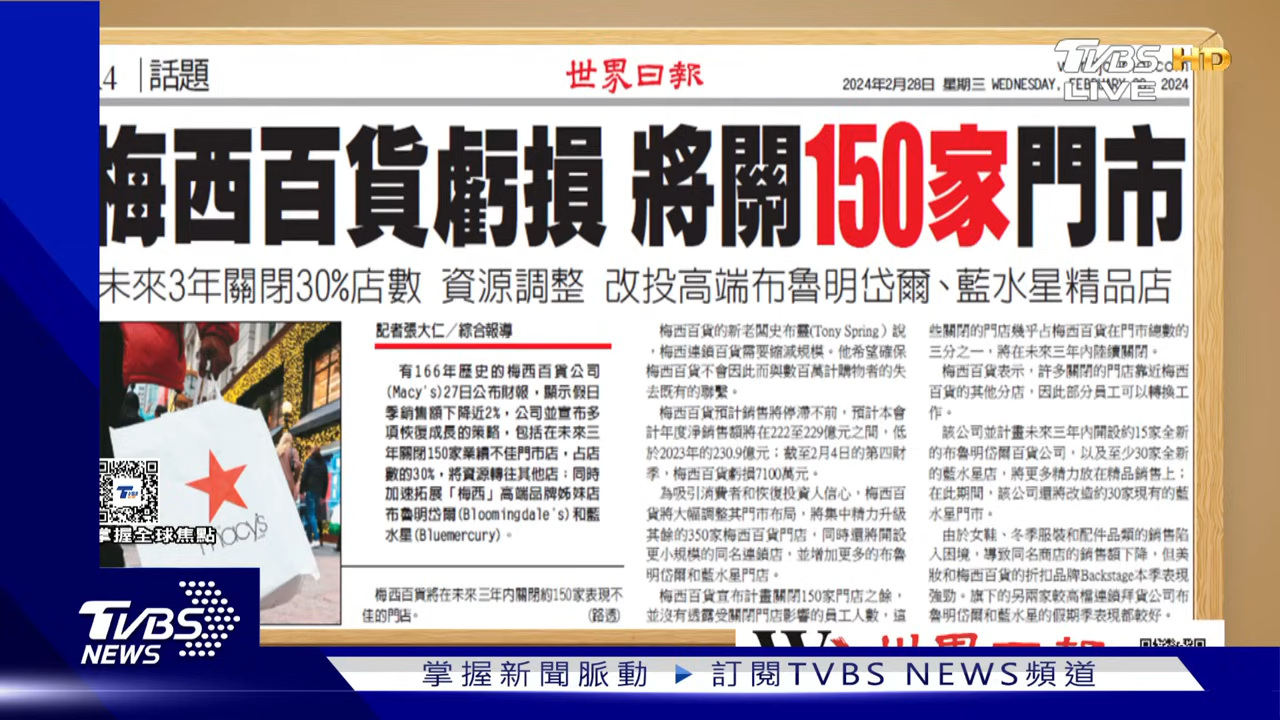 TVBS HD
LIVE
話題
世界日報
2024年2月28日 星期三 WEDNESDAY, 2024
梅西百貨虧損 將關150家門市
未來3年關閉30%店數 資源調整 改投高端布魯明岱爾、藍水星精品店
記者張大仁／綜合報導
有166年歷史的梅西百貨公司
(Macy's)27日公布財報，顯示假日
季銷售額下降近2%，公司並宣布多
項恢復成長的策略，包括在未來三
年關閉150家業績不佳門市，占店
數的30%，將資源轉往其他店；同時
加速拓展「梅西」高端品牌姊妹店
布魯明岱爾(Bloomingdale's)和藍
水星(Bluemercury)。
梅西百貨將在未來三年內關閉約150家表現不
佳的門店。 (路透)
梅西百貨的新老闆史布靈(Tony Spring）說
，梅西連鎖百貨需要縮減規模。他希望確保
梅西百貨不會因此而與數百萬計購物者的失
去既有的聯繫。
梅西百貨預計銷售將停滯不前，預計本會
計年度淨銷售額將在222至229億元之間，低
於2023年的230.9億元；截至2月4日的第四財
季，梅西百貨虧損7100萬元。
為吸引消費者和恢復投資人信心，梅西百
貨將大幅調整其門市布局，將集中精力升級
其餘的350家梅西百貨門店，同時還將開設
更小規模的同名連鎖店，並增加更多的布魯
明岱爾和藍水星門店。
梅西百貨宣布計畫關閉150家門店之餘，
並沒有透露受關閉門店影響的員工人數，這
些關閉的門店幾乎占梅西百貨在門市總數的
三分之一，將在未來三年內陸續關閉。
梅西百貨表示，許多關閉的門店靠近梅西
百貨的其他分店，因此部分員工可以轉換工
作。
該公司並計畫未來三年內開設約15家全新
的布魯明岱爾百貨公司，以及至少30家全新
的藍水星店，將更多精力放在精品銷售上；
在此期間，該公司還將改造約30家現有的藍
水星門市。
由於女鞋、冬季服裝和配件品類的銷售陷
入困境，導致同名商店的銷售額下降，但美
妝和梅西百貨的折扣品牌Backstage本季表現
強勁。旗下的另兩家較高檔連鎖拜貨公司布
魯明岱爾和藍水星的假期季表現都較好。
macy's
掌握全球焦點
世界日報
TVBS
NEWS
掌握新聞脈動 訂閱TVBS NEWS頻道